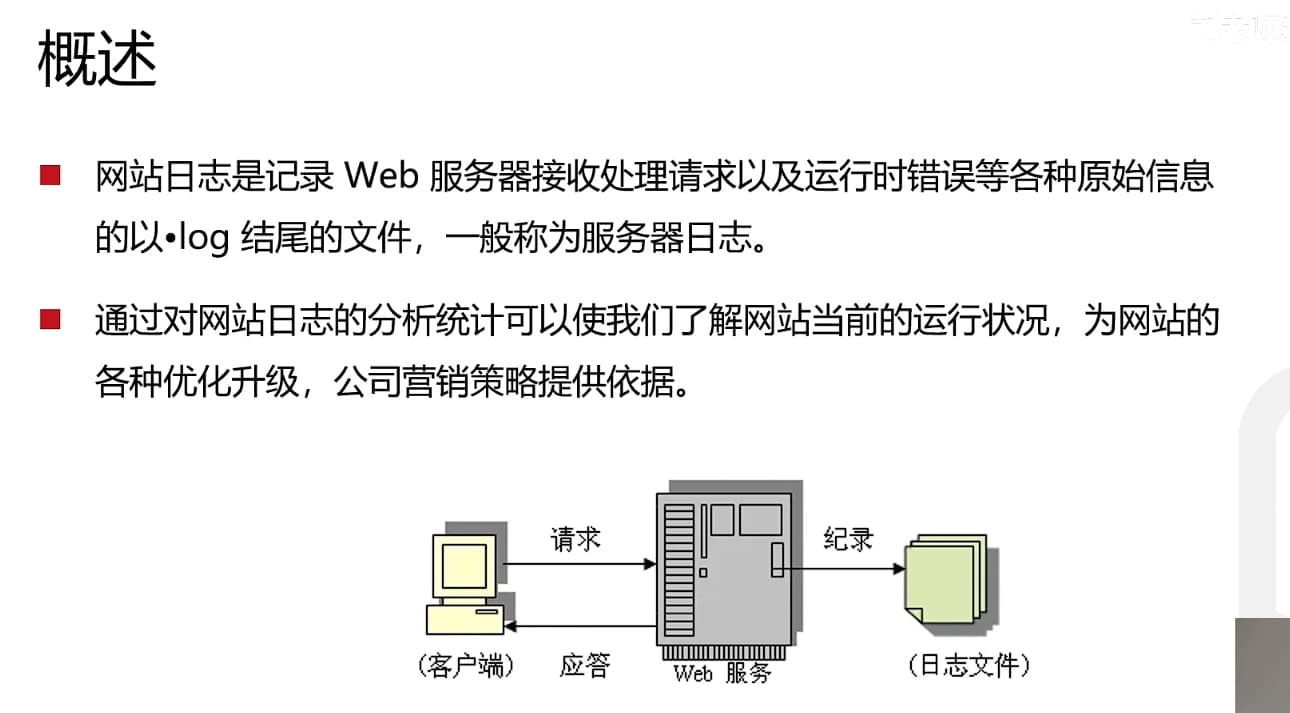 概述
网站日志是记录 Web 服务器接收处理请求以及运行时错误等各种原始信息
的以•log 结尾的文件，一般称为服务器日志。
通过对网站日志的分析统计可以使我们了解网站当前的运行状况，为网站的
各种优化升级，公司营销策略提供依据。
请求
纪录
(客户端)
应答
Web 服务
(日志文件)